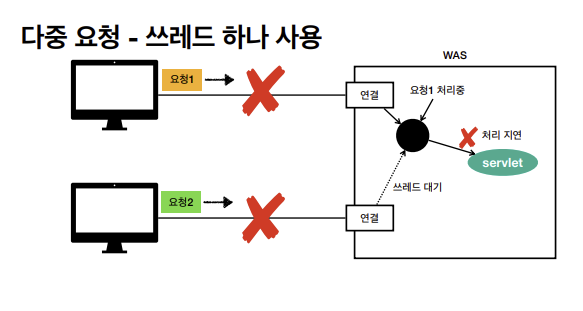 다중 요청 - 쓰레드 하나 사용
WAS
요청1
연결
요청1 처리중
처리 지연
servlet
쓰레드 대기
요청2
연결